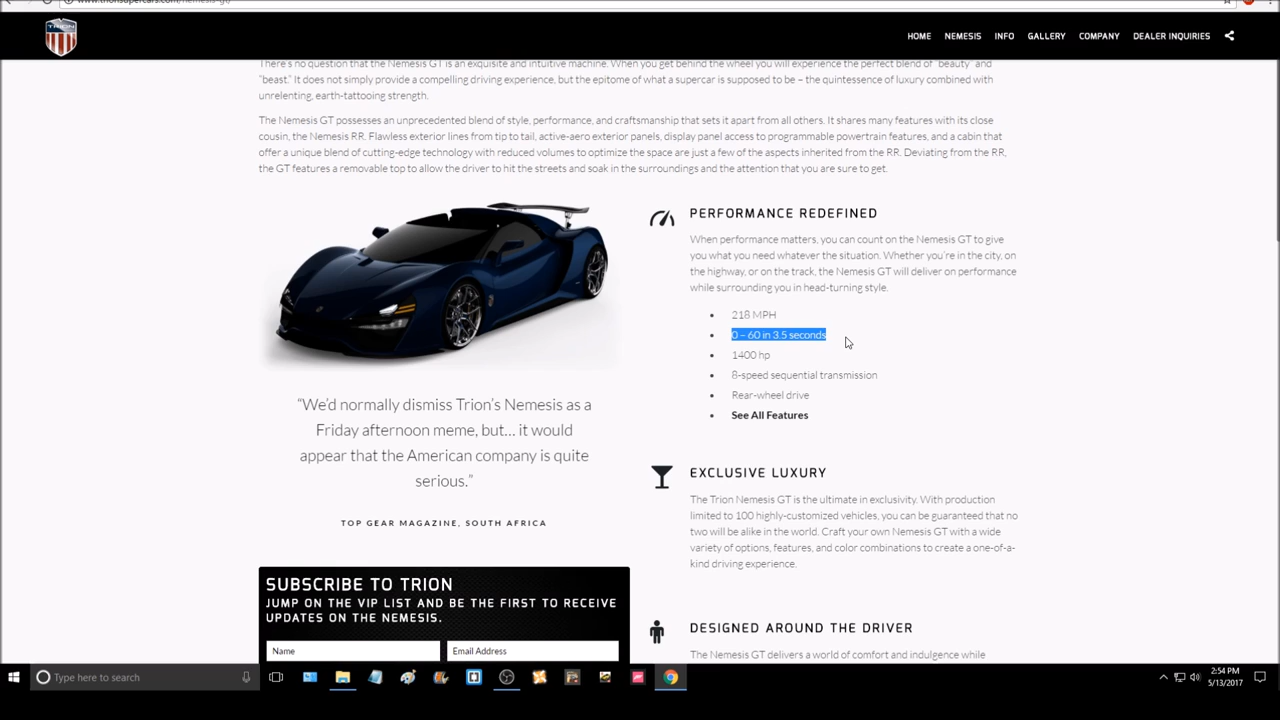 www.trionsupercars.com/nemesis-gt/
TRION
HOME NEMESIS INFO GALLERY COMPANY DEALER INQUIRIES
There's no question that the Nemesis GT is an exquisite and intuitive machine. When you get behind the wheel you will experience the perfect blend of "beauty" and
"beast." It does not simply provide a compelling driving experience, but the epitome of what a supercar is supposed to be – the quintessence of luxury combined with
unrelenting, earth-tattooing strength.
The Nemesis GT possesses an unprecedented blend of style, performance, and craftsmanship that sets it apart from all others. It shares many features with its close
cousin, the Nemesis RR. Flawless exterior lines from tip to tail, active-aero exterior panels, display panel access to programmable powertrain features, and a cabin that
offer a unique blend of cutting-edge technology with reduced volumes to optimize the space are just a few of the aspects inherited from the RR. Deviating from the RR,
the GT features a removable top to allow the driver to hit the streets and soak in the surroundings and the attention that you are sure to get.
PERFORMANCE REDEFINED
When performance matters, you can count on the Nemesis GT to give
you what you need whatever the situation. Whether you're in the city, on
the highway, or on the track, the Nemesis GT will deliver on performance
while surrounding you in head-turning style.
• 218 MPH
• 0 – 60 in 3.5 seconds
• 1400 hp
• 8-speed sequential transmission
• Rear-wheel drive
• See All Features
"We'd normally dismiss Trion's Nemesis as a
Friday afternoon meme, but... it would
appear that the American company is quite
serious."
TOP GEAR MAGAZINE, SOUTH AFRICA
EXCLUSIVE LUXURY
The Trion Nemesis GT is the ultimate in exclusivity. With production
limited to 100 highly-customized vehicles, you can be guaranteed that no
two will be alike in the world. Craft your own Nemesis GT with a wide
variety of options, features, and color combinations to create a one-of-a-
kind driving experience.
SUBSCRIBE TO TRION
JUMP ON THE VIP LIST AND BE THE FIRST TO RECEIVE
UPDATES ON THE NEMESIS.
Name Email Address
DESIGNED AROUND THE DRIVER
The Nemesis GT delivers a world of comfort and indulgence while
Type here to search
2:54 PM
5/13/2017